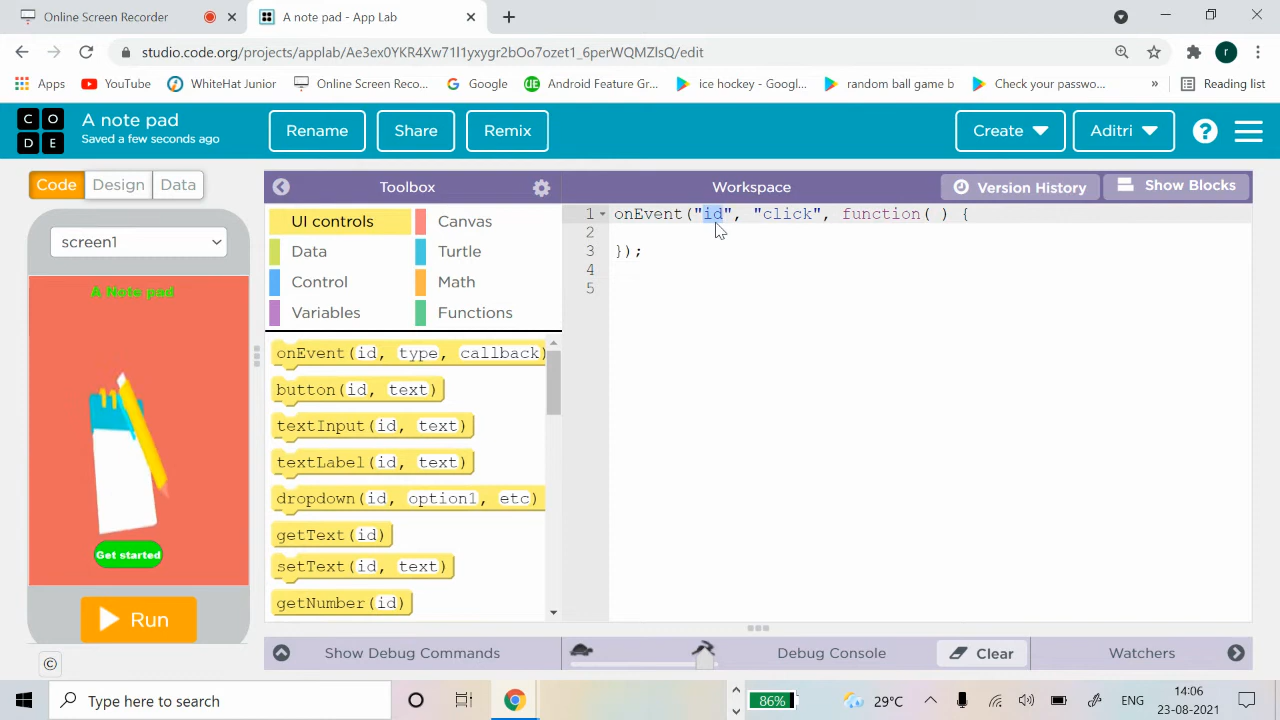 Online Screen Recorder
A note pad - App Lab
studio.code.org/projects/applab/Ae3ex0YKR4Xw71l1yxygr2bOo7ozet1_6perWQMZlsQ/edit
r
Apps
YouTube
WhiteHat Junior
Online Screen Reco...
Google
Android Feature Gr...
ice hockey - Googl...
random ball game b
Check your passwo...
»
Reading list
C O
D E
A note pad
Saved a few seconds ago
Rename
Share
Remix
Create
Aditri
?
Code
Design
Data
Toolbox
Workspace
Version History
Show Blocks
screen1
A Note pad
Get started
Run
©
UI controls
Canvas
Data
Turtle
Control
Math
Variables
Functions
onEvent(id, type, callback)
button(id, text)
textInput(id, text)
textLabel(id, text)
dropdown(id, option1, etc)
getText(id)
setText(id, text)
getNumber(id)
1 onEvent("id", "click", function( ) {
2
3 });
4
5
Show Debug Commands
Debug Console
Clear
Watchers
Type here to search
86%
29°C
ENG
14:06
23-08-2021